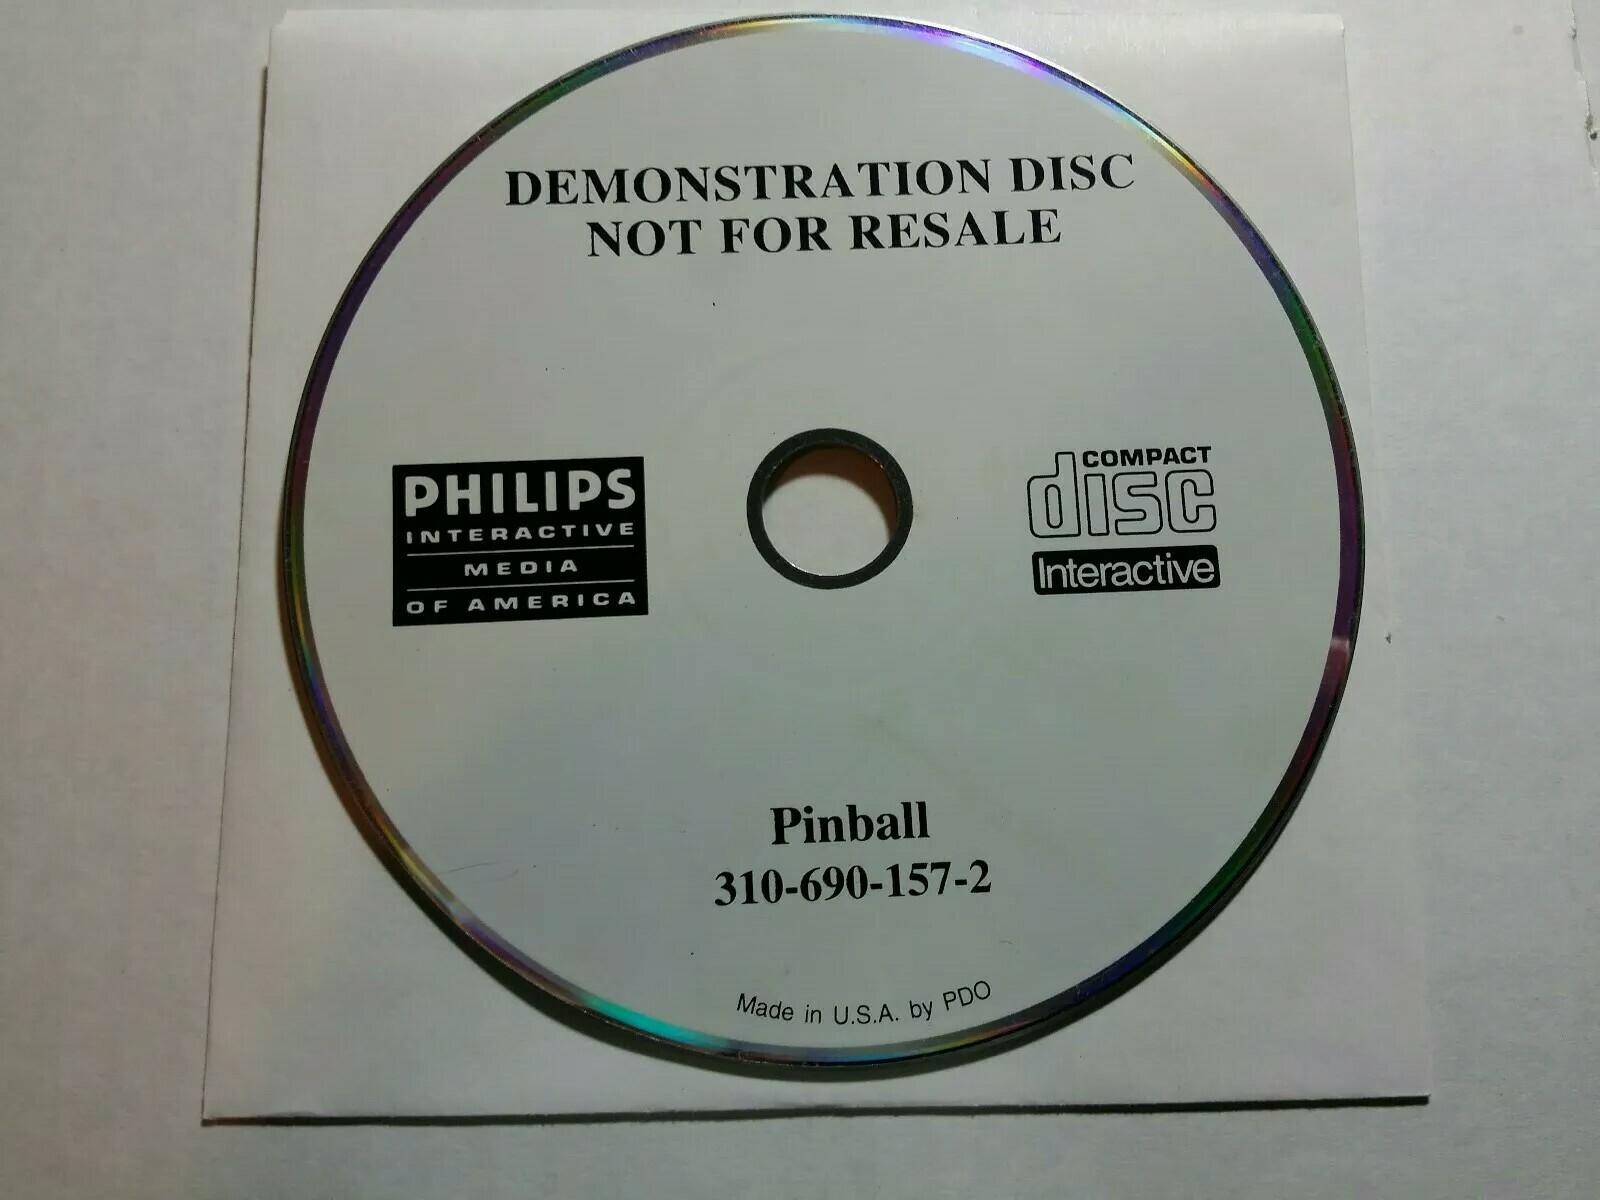 DEMONSTRATION DISC
NOT FOR RESALE
PHILIPS
INTERACTIVE
MEDIA
OF AMERICA
COMPACT
disc
Interactive
Pinball
310-690-157-2
Made in U.S.A. by PDO